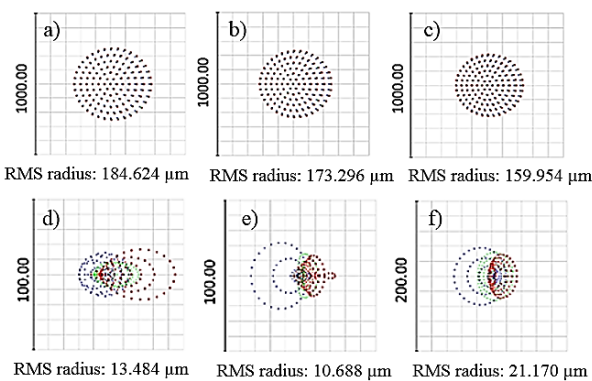 a) b) c)
1000.00 1000.00 1000.00
RMS radius: 184.624 µm RMS radius: 173.296 µm RMS radius: 159.954 µm
d) e) f)
100.00 100.00 200.00
RMS radius: 13.484 µm RMS radius: 10.688 µm RMS radius: 21.170 µm